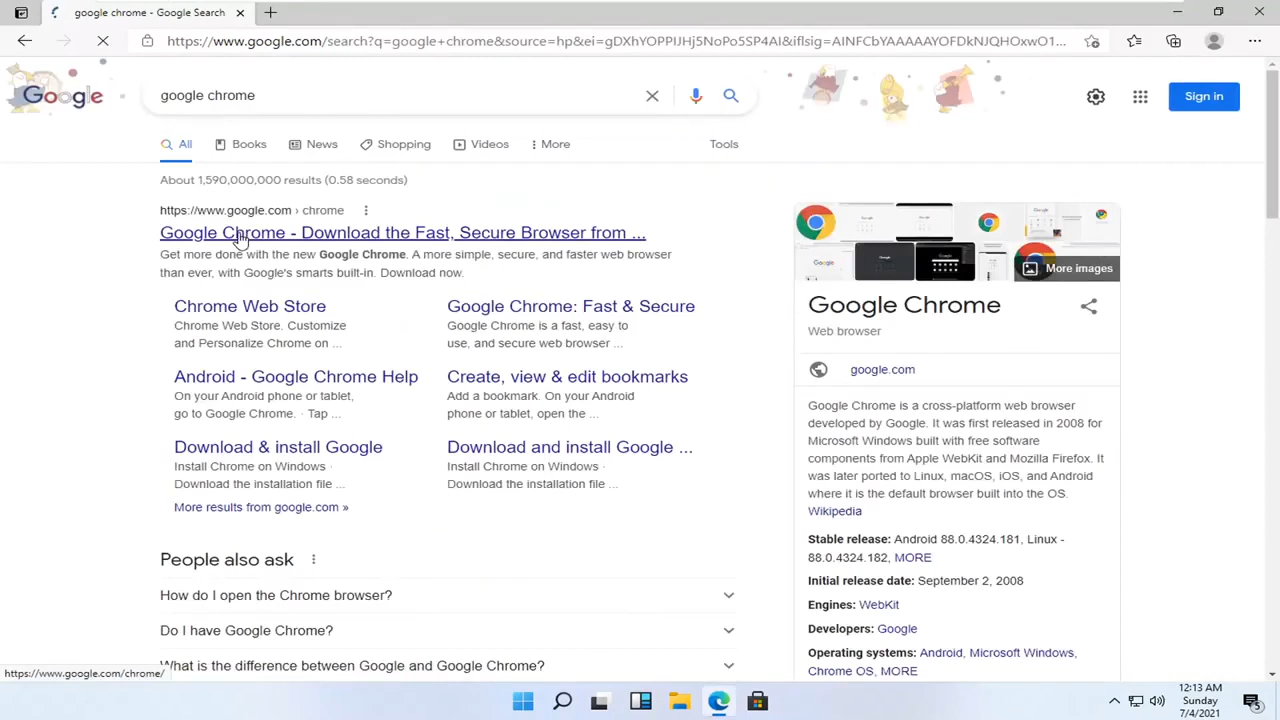 google chrome - Google Search
https://www.google.com/search?q=google+chrome&source=hp&ei=gDXhYOPPIJHj5NoPo5SP4AI&iflsig=AINFCbYAAAAAYOFDkNJQHOxwO1...
Google
google chrome
Sign in
All Books News Shopping Videos More Tools
About 1,590,000,000 results (0.58 seconds)
https://www.google.com › chrome
Google Chrome - Download the Fast, Secure Browser from ...
Get more done with the new Google Chrome. A more simple, secure, and faster web browser
than ever, with Google's smarts built-in. Download now.
Chrome Web Store
Chrome Web Store. Customize
and Personalize Chrome on ...
Google Chrome: Fast & Secure
Google Chrome is a fast, easy to
use, and secure web browser ...
Android - Google Chrome Help
On your Android phone or tablet,
go to Google Chrome. · Tap ...
Create, view & edit bookmarks
Add a bookmark. On your Android
phone or tablet, open the ...
Download & install Google
Install Chrome on Windows ·
Download the installation file ...
Download and install Google ...
Install Chrome on Windows ·
Download the installation file ...
More results from google.com »
People also ask
How do I open the Chrome browser?
Do I have Google Chrome?
What is the difference between Google and Google Chrome?
https://www.google.com/chrome/
More images
Google Chrome
Web browser
google.com
Google Chrome is a cross-platform web browser
developed by Google. It was first released in 2008 for
Microsoft Windows built with free software
components from Apple WebKit and Mozilla Firefox. It
was later ported to Linux, macOS, iOS, and Android
where it is the default browser built into the OS.
Wikipedia
Stable release: Android 88.0.4324.181, Linux -
88.0.4324.182, MORE
Initial release date: September 2, 2008
Engines: WebKit
Developers: Google
Operating systems: Android, Microsoft Windows,
Chrome OS, MORE
12:13 AM
Sunday
7/4/2021
5